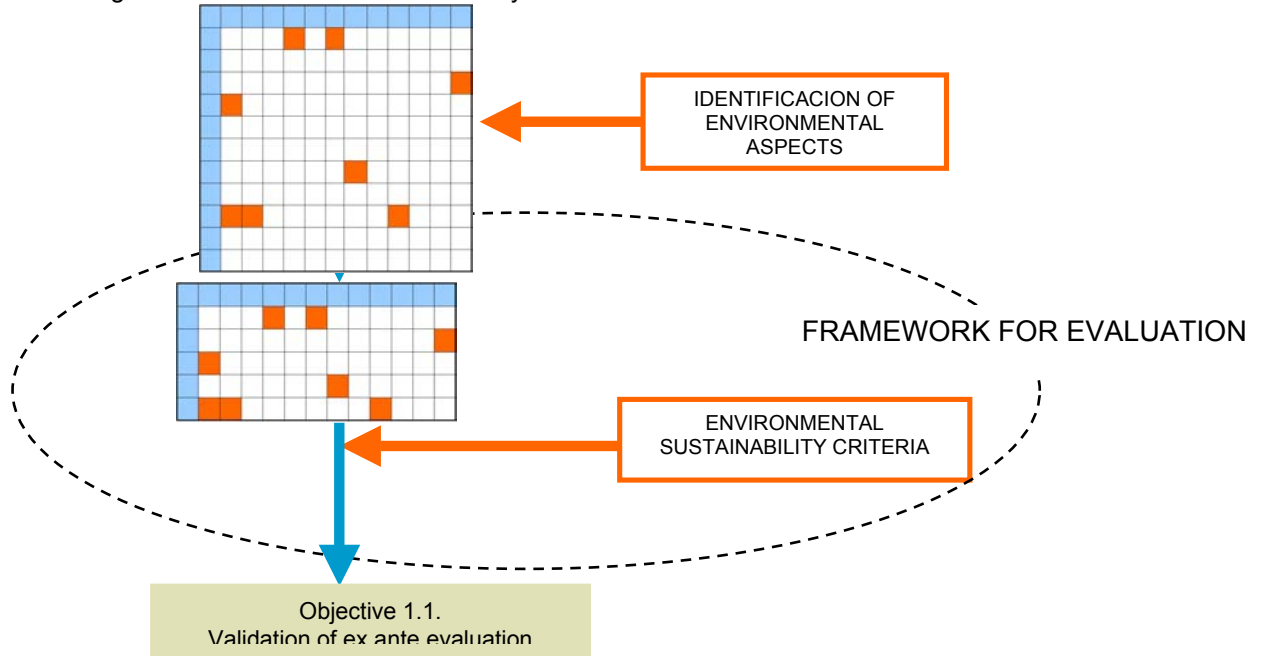 IDENTIFICACION OF
ENVIRONMENTAL
ASPECTS
FRAMEWORK FOR EVALUATION
ENVIRONMENTAL
SUSTAINABILITY CRITERIA
Objective 1.1.
Validation of ex ante evaluation